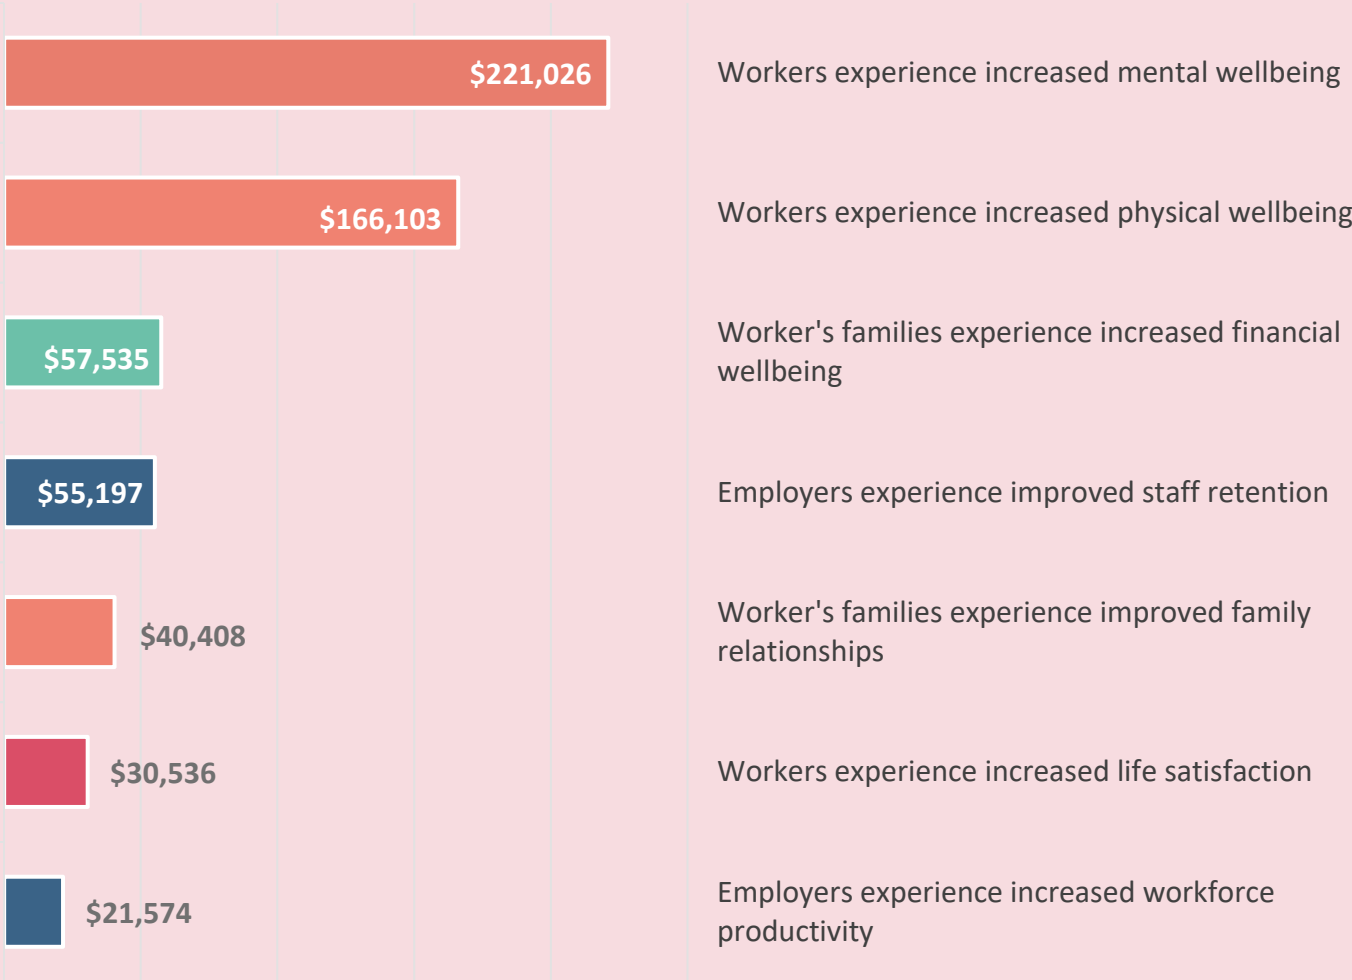 $221,026 Workers experience increased mental wellbeing
$166,103 Workers experience increased physical wellbeing
$57,535 Worker's families experience increased financial
wellbeing
$55,197 Employers experience improved staff retention
$40,408 Worker's families experience improved family
relationships
$30,536 Workers experience increased life satisfaction
$21,574 Employers experience increased workforce
productivity